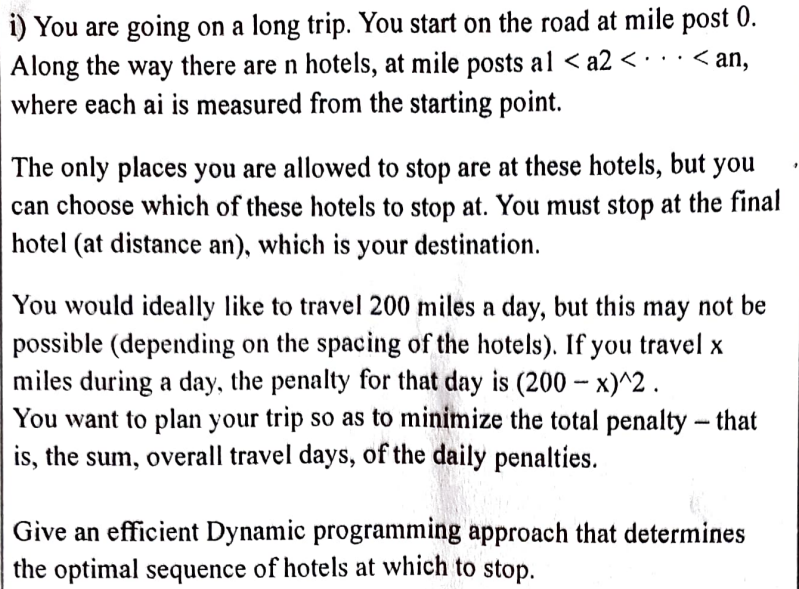 i) You are going on a long trip. You start on the road at mile post 0.
Along the way there are n hotels, at mile posts a1 < a2 < · · · < an,
where each ai is measured from the starting point.
The only places you are allowed to stop are at these hotels, but you
can choose which of these hotels to stop at. You must stop at the final
hotel (at distance an), which is your destination.
You would ideally like to travel 200 miles a day, but this may not be
possible (depending on the spacing of the hotels). If you travel x
miles during a day, the penalty for that day is (200 – x)^2 .
You want to plan your trip so as to minimize the total penalty – that
is, the sum, overall travel days, of the daily penalties.
Give an efficient Dynamic programming approach that determines
the optimal sequence of hotels at which to stop.